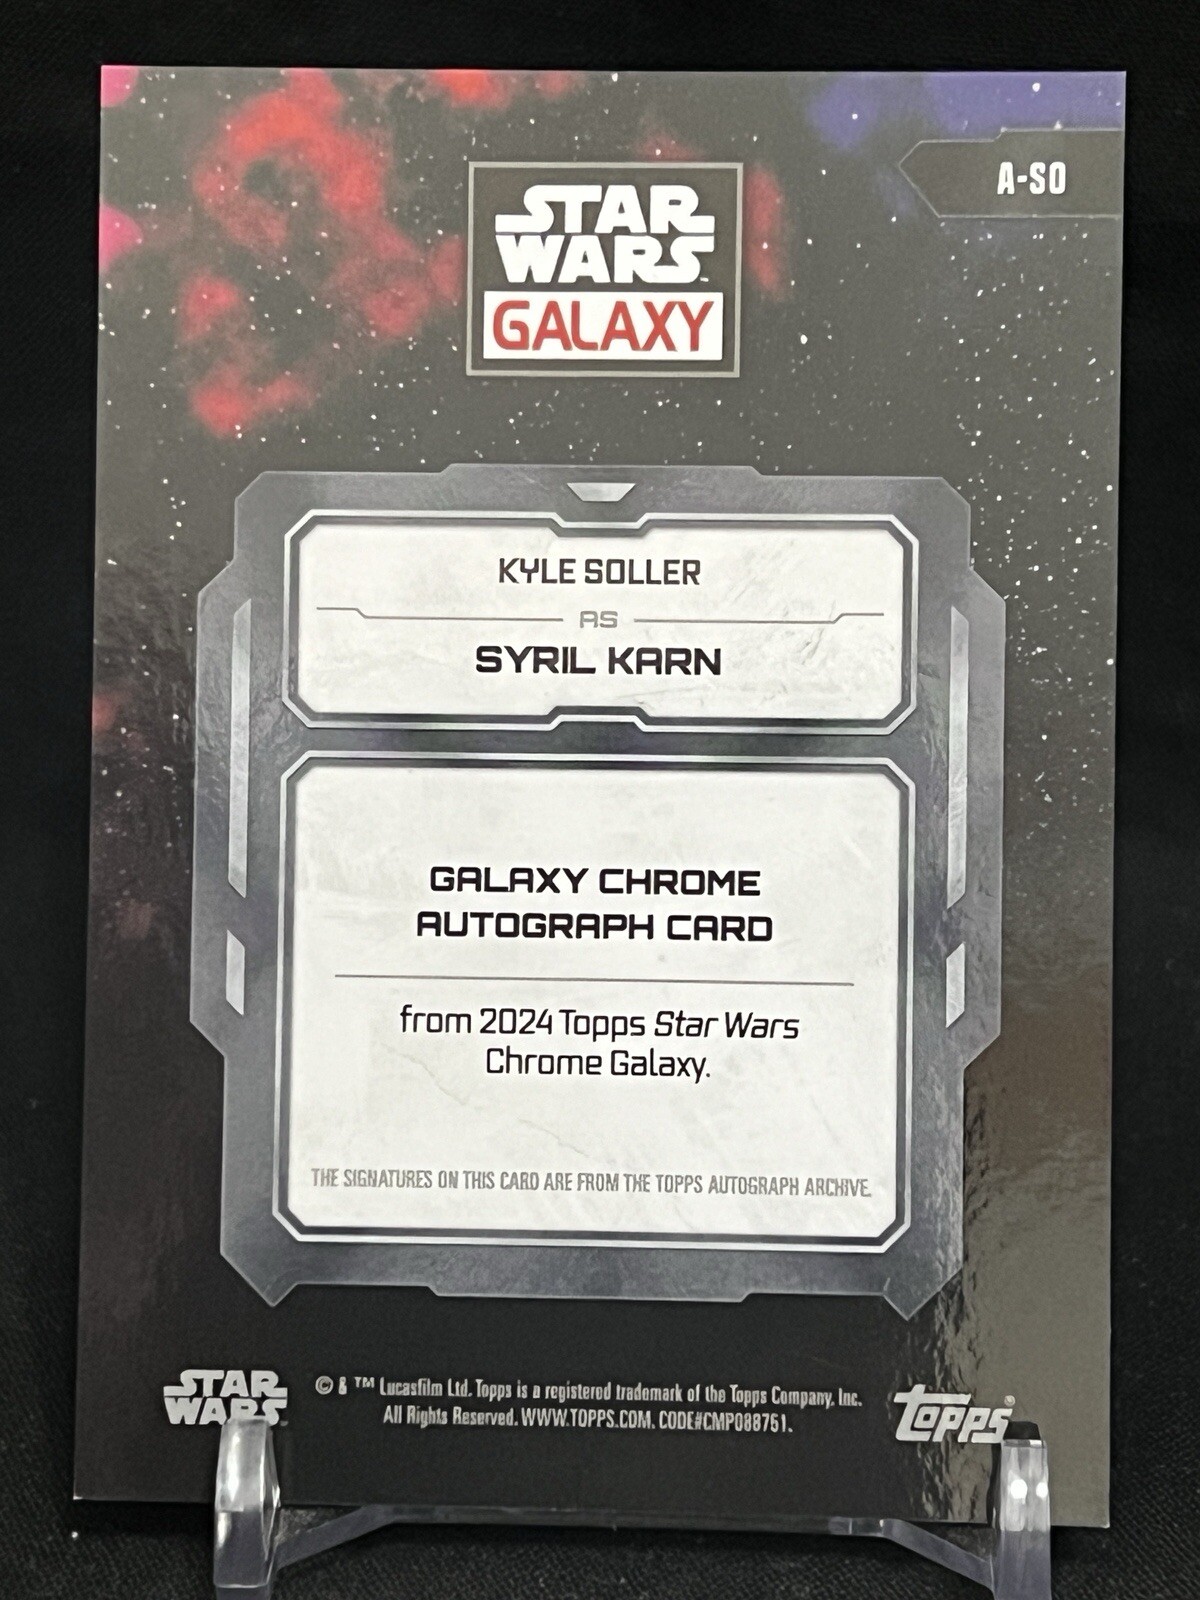 A-SO
STAR
WARS
GALAXY
KYLE SOLLER
AS
SYRIL KARN
GALAXY CHROME
AUTOGRAPH CARD
from 2024 Topps Star Wars
Chrome Galaxy.
THE SIGNATURES ON THIS CARD ARE FROM THE TOPPS AUTOGRAPH ARCHIVE.
STAR
WARS
© & ™ Lucasfilm Ltd. Topps is a registered trademark of the Topps Company, Inc.
All Rights Reserved. WWW.TOPPS.COM. CODE#CMP088751.
Topps®